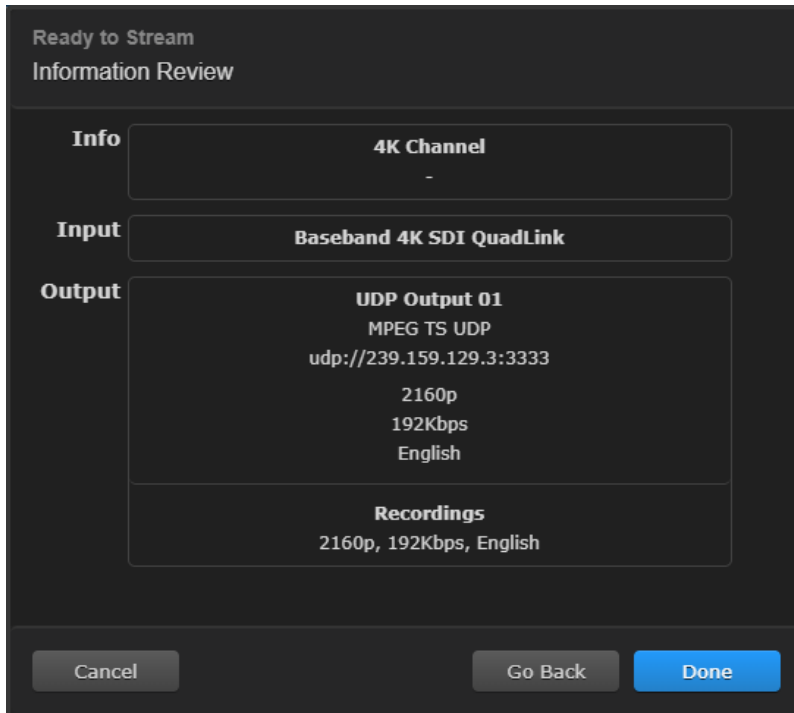 Ready to Stream
Information Review
Info
4K Channel
-
Input
Baseband 4K SDI QuadLink
Output
UDP Output 01
MPEG TS UDP
udp://239.159.129.3:3333
2160p
192Kbps
English
Recordings
2160p, 192Kbps, English
Cancel
Go Back
Done